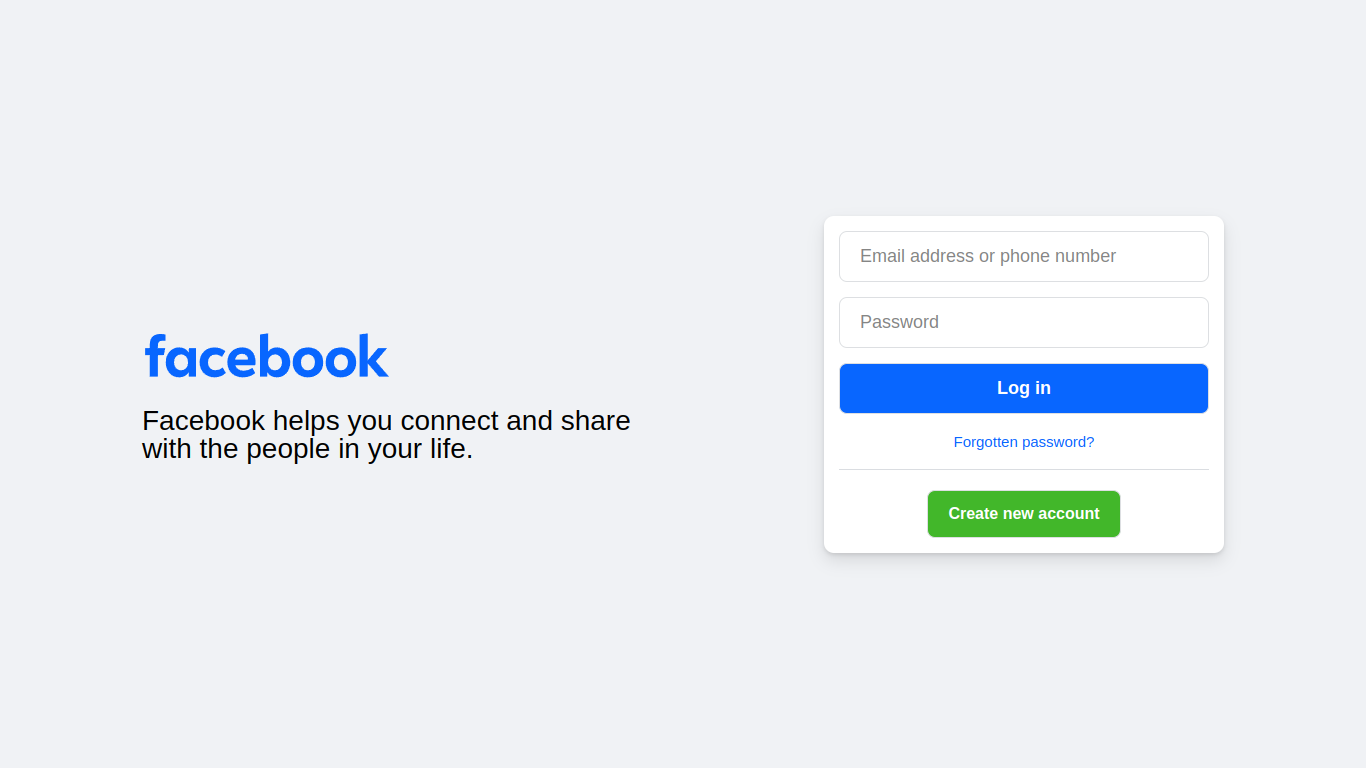 facebook
Facebook helps you connect and share
with the people in your life.
Email address or phone number
Password
Log in
Forgotten password?
Create new account